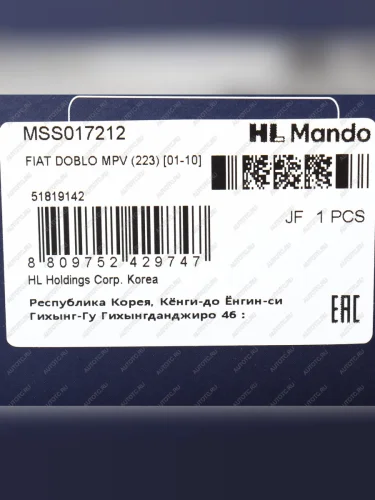 MSS017212
HL Mando
FIAT DOBLO MPV (223) [01-10]
51819142
JF 1 PCS
8 809752 429747
HL Holdings Corp. Korea
Республика Корея, Кёнги-до Ёнгин-си
Гихынг-Гу Гихынгданджиро 46 :
EAC